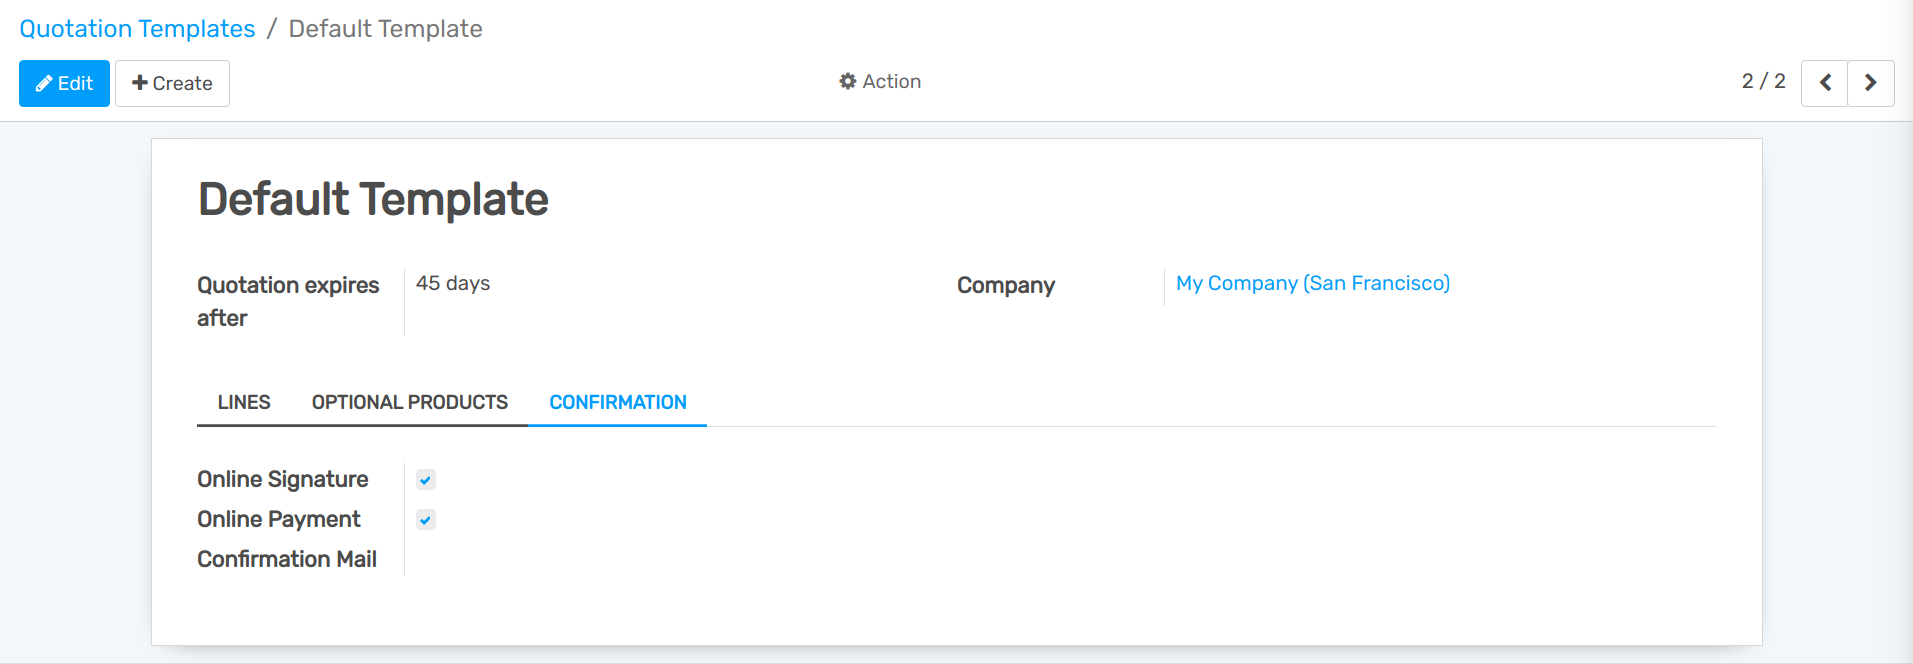 Quotation Templates / Default Template
Edit Create Action 2 / 2
Default Template
Quotation expires after 45 days Company My Company (San Francisco)
LINES OPTIONAL PRODUCTS CONFIRMATION
Online Signature
Online Payment
Confirmation Mail